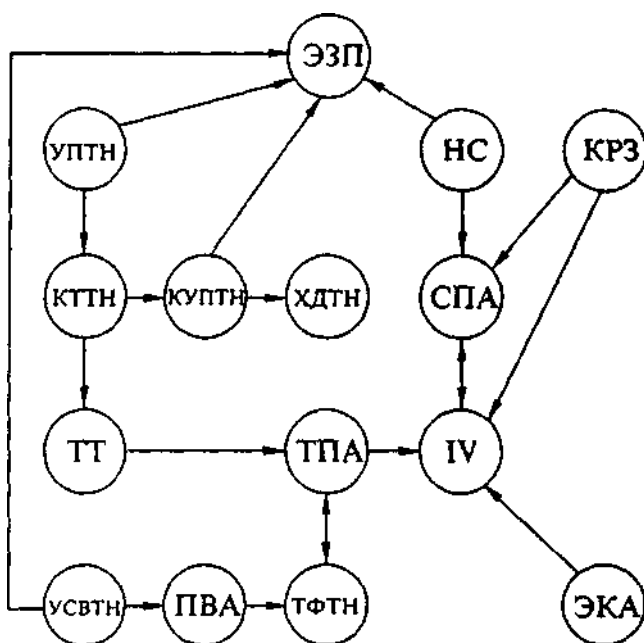 ЭЗП
УПТН
НС
КРЗ
КТТН
КУПТН
ХДТН
СПА
ТТ
ТПА
IV
УСВТН
ПВА
ТФТН
ЭКА